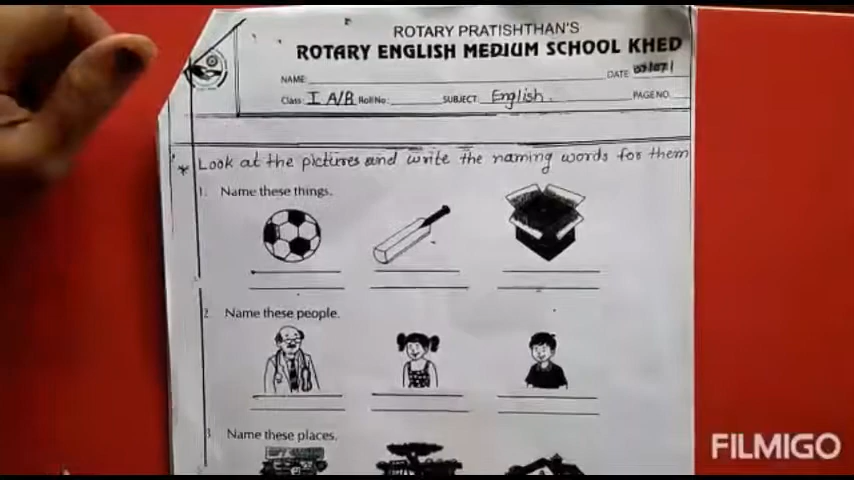 ROTARY PRATISHTHAN'S
ROTARY ENGLISH MEDIUM SCHOOL KHED
NAME: DATE:
Class: I A/B Roll No: SUBJECT English. PAGE NO.
* Look at the pictures and write the naming words for them
1. Name these things.
2. Name these people.
3 Name these places.
FILMIGO